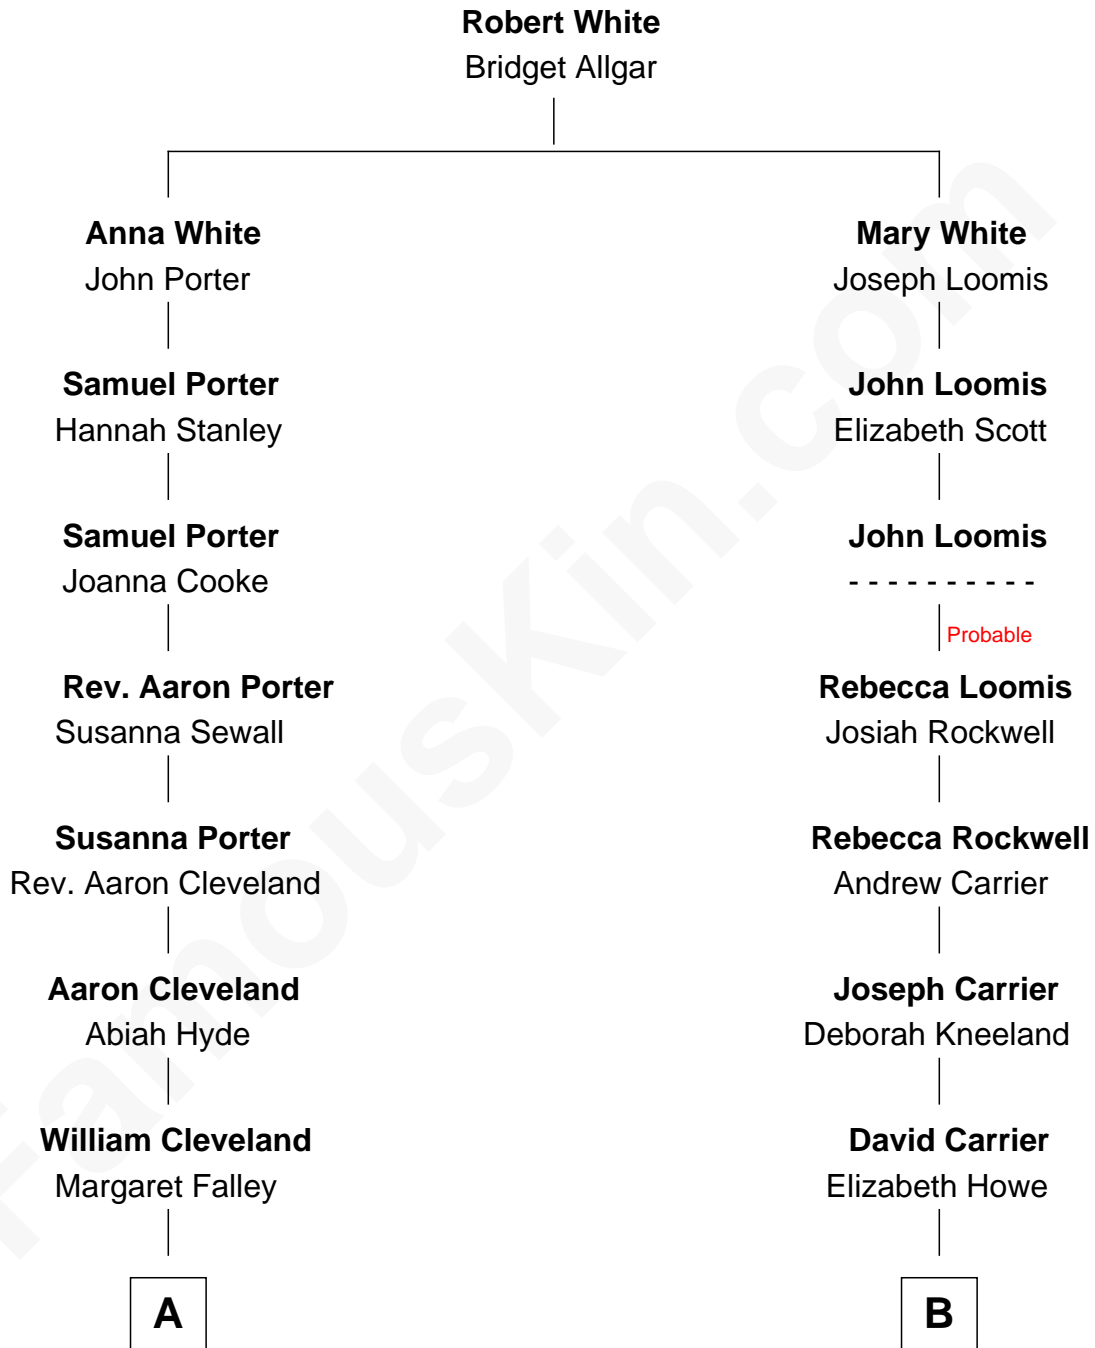 Robert White
Bridget Allgar
Anna White
John Porter
Mary White
Joseph Loomis
Samuel Porter
Hannah Stanley
John Loomis
Elizabeth Scott
Samuel Porter
Joanna Cooke
John Loomis
- - - - - - - - - -
Probable
Rev. Aaron Porter
Susanna Sewall
Rebecca Loomis
Josiah Rockwell
Susanna Porter
Rev. Aaron Cleveland
Rebecca Rockwell
Andrew Carrier
Aaron Cleveland
Abiah Hyde
Joseph Carrier
Deborah Kneeland
William Cleveland
Margaret Falley
David Carrier
Elizabeth Howe
A
B
FamousKin.com